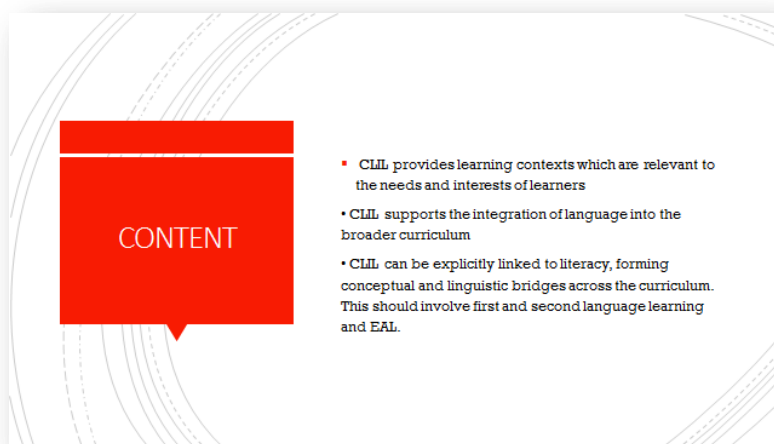 CONTENT
▪ CLIL provides learning contexts which are relevant to
the needs and interests of learners
• CLIL supports the integration of language into the
broader curriculum
• CLIL can be explicitly linked to literacy, forming
conceptual and linguistic bridges across the curriculum.
This should involve first and second language learning
and EAL.